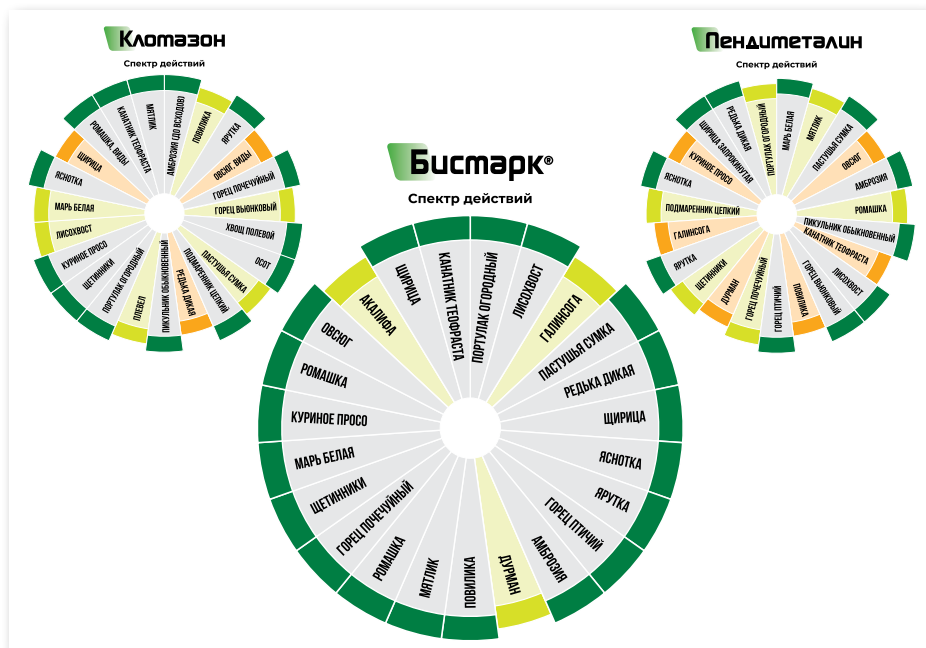 Кломазон
Спектр действий
АМБРОЗИЯ (ДО ВСХОДОВ)
ПОВИЛИКА
ЯРУТКА
ОВСЮГ, ВИДЫ
ГОРЕЦ ПОЧЕЧУЙНЫЙ
ГОРЕЦ ВЬЮНКОВЫЙ
ХВОЩ ПОЛЕВОЙ
ОСОТ
ПАСТУШЬЯ СУМКА
ПОДМАРЕННИК ЦЕПКИЙ
РЕДЬКА ДИКАЯ
ПИКУЛЬНИК ОБЫКНОВЕННЫЙ
ПЛЕВЕЛ
ПОРТУЛАК ОГОРОДНЫЙ
ЩЕТИННИКИ
КУРИНОЕ ПРОСО
ЛИСОХВОСТ
МАРЬ БЕЛАЯ
ЯСНОТКА
ЩИРИЦА
РОМАШКА, ВИДЫ
КАНАТНИК ТЕОФРАСТА
МЯТЛИК
Бисмарк®
Спектр действий
ПОРТУЛАК ОГОРОДНЫЙ
ЛИСОХВОСТ
ГАЛИНСОГА
ПАСТУШЬЯ СУМКА
РЕДЬКА ДИКАЯ
ЩИРИЦА
ЯСНОТКА
ЯРУТКА
ГОРЕЦ ПТИЧИЙ
АМБРОЗИЯ
ДУРМАН
ПОВИЛИКА
МЯТЛИК
РОМАШКА
ГОРЕЦ ПОЧЕЧУЙНЫЙ
ЩЕТИННИКИ
МАРЬ БЕЛАЯ
КУРИНОЕ ПРОСО
РОМАШКА
ОВСЮГ
АКАЛИФА
ЩИРИЦА
КАНАТНИК ТЕОФРАСТА
Пендиметалин
Спектр действий
МАРЬ БЕЛАЯ
МЯТЛИК
ПАСТУШЬЯ СУМКА
ОВСЮГ
АМБРОЗИЯ
РОМАШКА
ПИКУЛЬНИК ОБЫКНОВЕННЫЙ
КАНАТНИК ТЕОФРАСТА
ЛИСОХВОСТ
ГОРЕЦ ВЬЮНКОВЫЙ
ПОВИЛИКА
ГОРЕЦ ПТИЧИЙ
ГОРЕЦ ПОЧЕЧУЙНЫЙ
ДУРМАН
ЩЕТИННИКИ
ЯРУТКА
ГАЛИНСОГА
ПОДМАРЕННИК ЦЕПКИЙ
ЯСНОТКА
КУРИНОЕ ПРОСО
ЩИРИЦА ЗАПРОКИНУТАЯ
РЕДЬКА ДИКАЯ
ПОРТУЛАК ОГОРОДНЫЙ